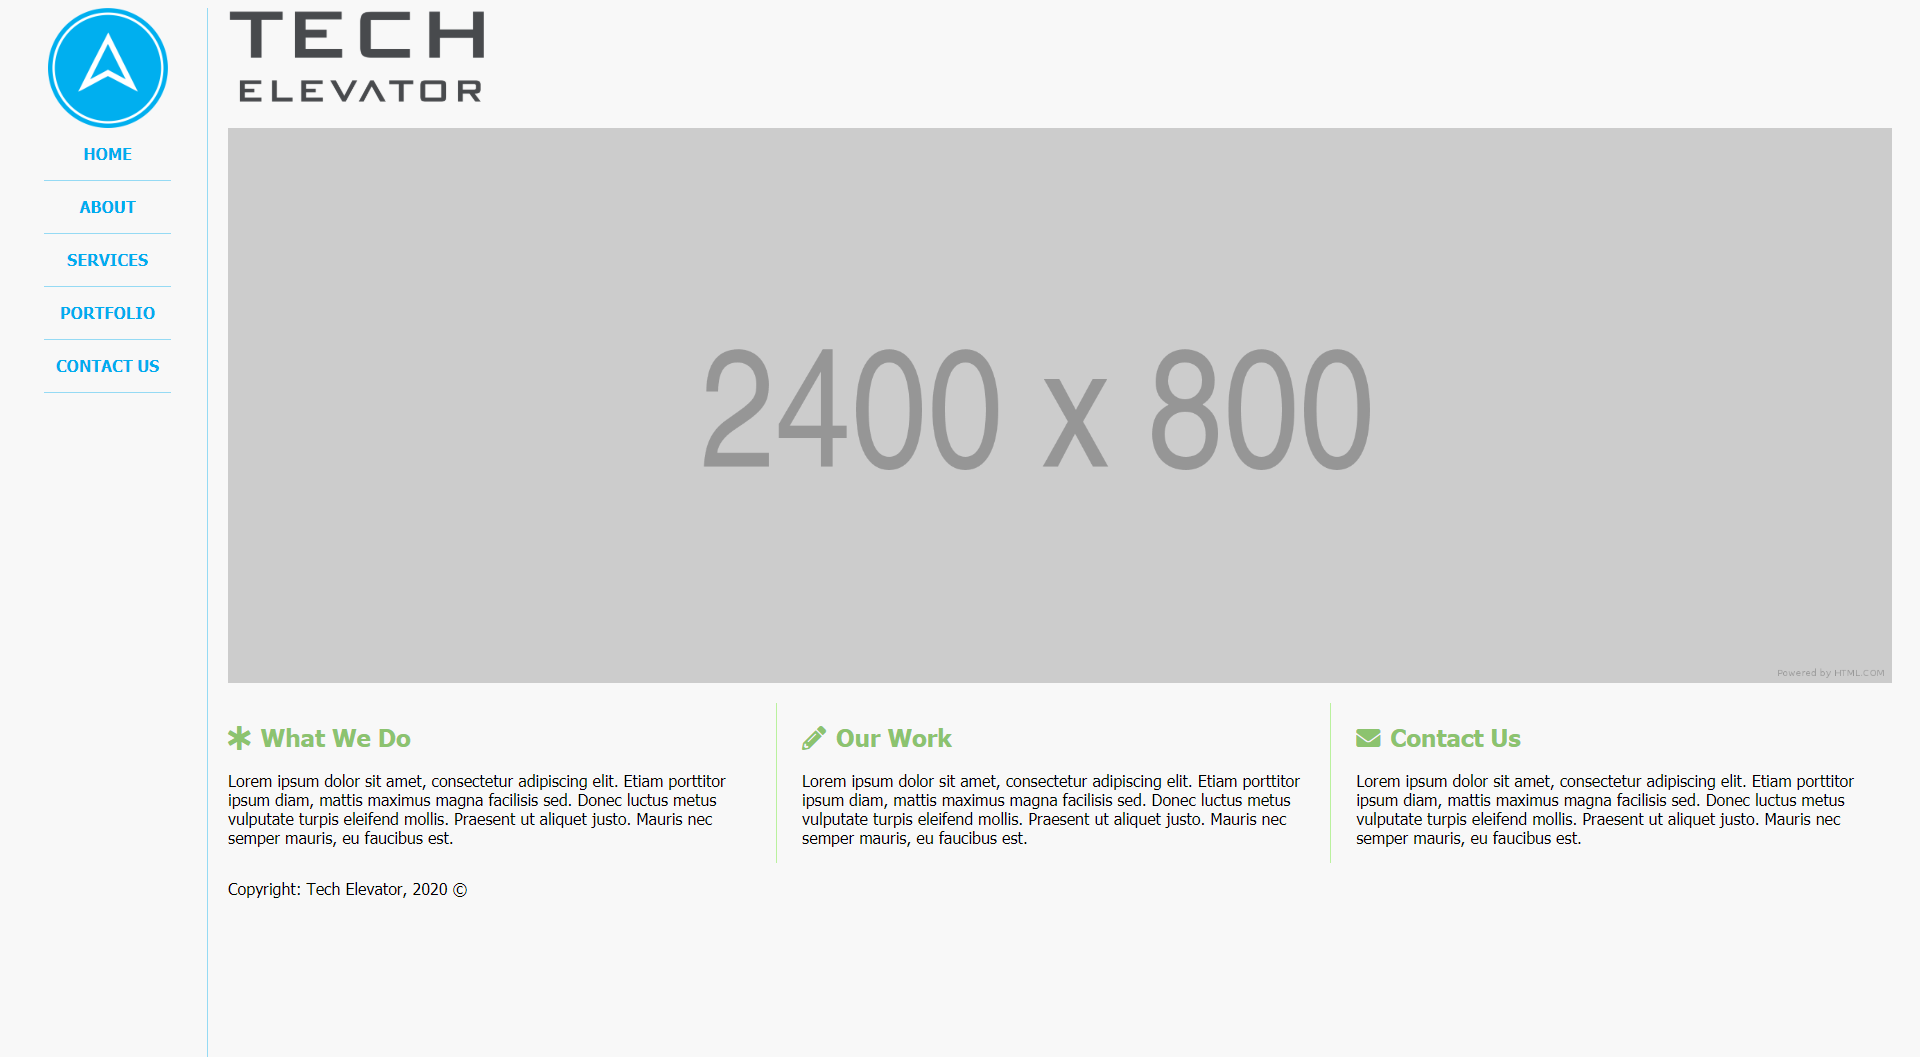 TECH
ELEVATOR
HOME
ABOUT
SERVICES
PORTFOLIO
CONTACT US
2400 x 800
Powered by HTML.COM
What We Do
Lorem ipsum dolor sit amet, consectetur adipiscing elit. Etiam porttitor
ipsum diam, mattis maximus magna facilisis sed. Donec luctus metus
vulputate turpis eleifend mollis. Praesent ut aliquet justo. Mauris nec
semper mauris, eu faucibus est.
Our Work
Lorem ipsum dolor sit amet, consectetur adipiscing elit. Etiam porttitor
ipsum diam, mattis maximus magna facilisis sed. Donec luctus metus
vulputate turpis eleifend mollis. Praesent ut aliquet justo. Mauris nec
semper mauris, eu faucibus est.
Contact Us
Lorem ipsum dolor sit amet, consectetur adipiscing elit. Etiam porttitor
ipsum diam, mattis maximus magna facilisis sed. Donec luctus metus
vulputate turpis eleifend mollis. Praesent ut aliquet justo. Mauris nec
semper mauris, eu faucibus est.
Copyright: Tech Elevator, 2020 ©